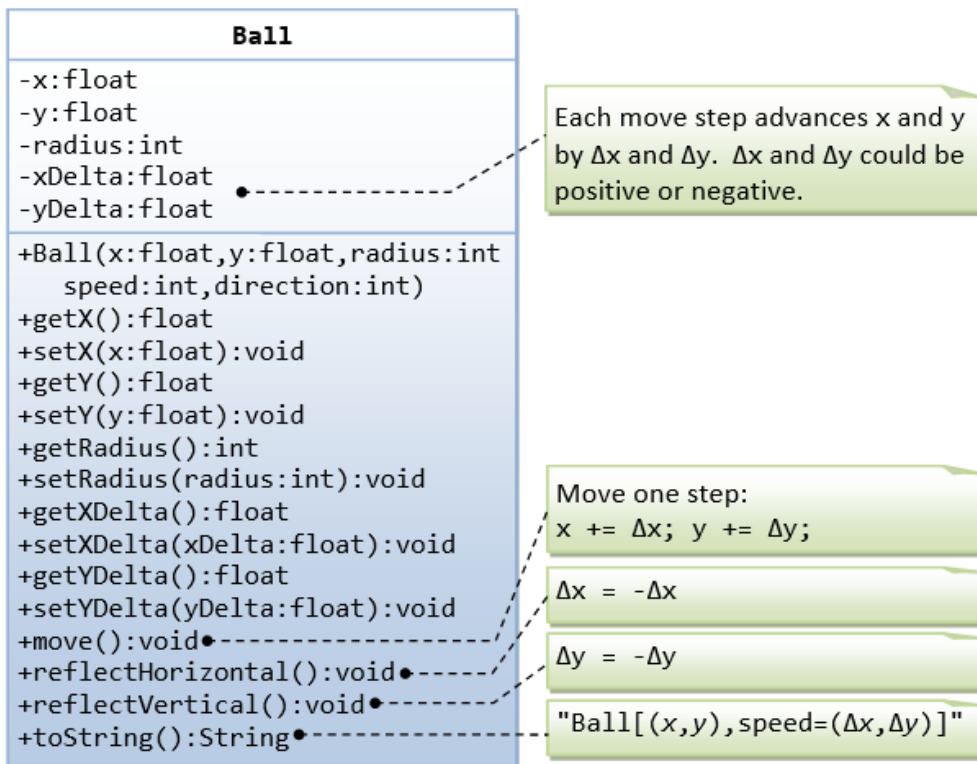 Ball
-x:float
-y:float
-radius:int
-xDelta:float
-yDelta:float
+Ball(x:float,y:float,radius:int
speed:int,direction:int)
+getX():float
+setX(x:float):void
+getY():float
+setY(y:float):void
+getRadius():int
+setRadius(radius:int):void
+getXDelta():float
+setXDelta(xDelta:float):void
+getYDelta():float
+setYDelta(yDelta:float):void
+move():void
+reflectHorizontal():void
+reflectVertical():void
+toString():String
Each move step advances x and y
by Δx and Δy. Δx and Δy could be
positive or negative.
Move one step:
x += Δx; y += Δy;
Δx = -Δx
Δy = -Δy
"Ball[(x,y),speed=(Δx,Δy)]"